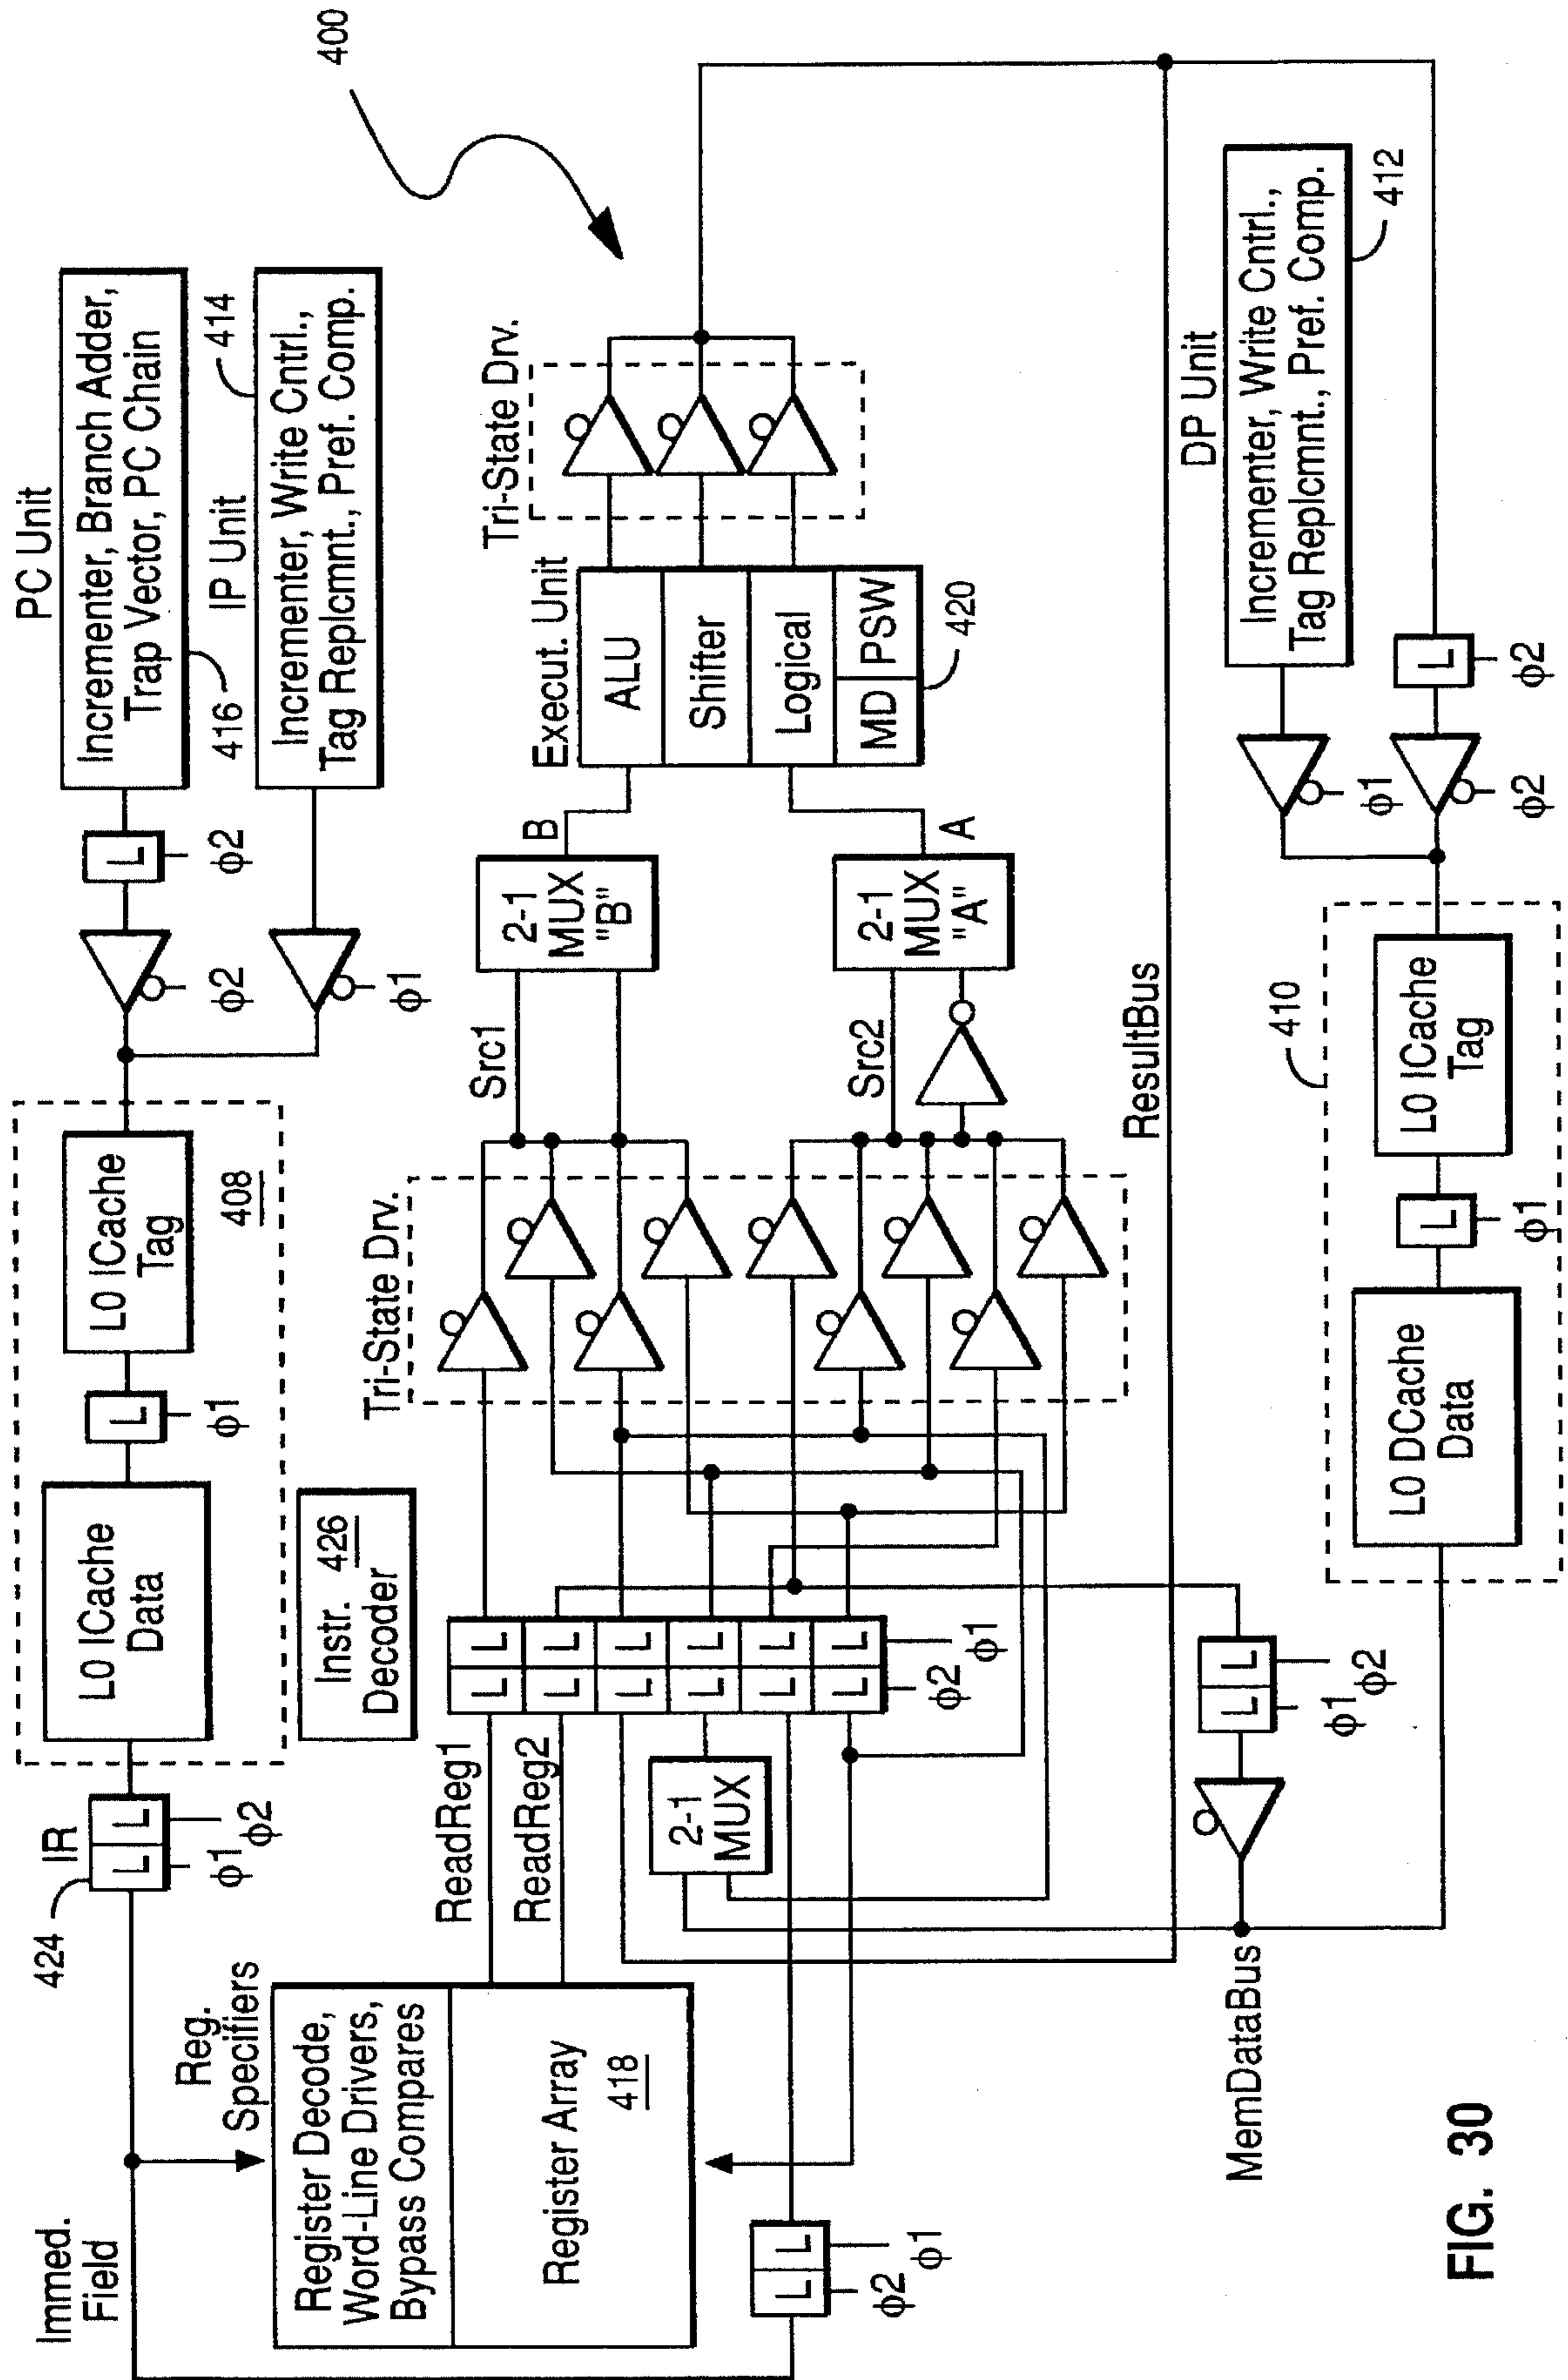 400
PC Unit
Incrementer, Branch Adder,
Trap Vector, PC Chain
416
IP Unit
414
Incrementer, Write Cntrl.,
Tag Replcmnt., Pref. Comp.
L
ϕ2
ϕ2
ϕ1
L0 ICache
Tag
408
L
ϕ1
L0 ICache
Data
IR
L L
ϕ1
ϕ2
424
Immed.
Field
Reg.
Specifiers
Instr. 426
Decoder
Register Decode,
Word-Line Drivers,
Bypass Compares
Register Array
418
ReadReg1
ReadReg2
L L
L L
L L
L L
L L
L L
ϕ2
ϕ1
2-1
MUX
L L
ϕ2
ϕ1
Tri-State Drv.
Src1
2-1
MUX
"B"
B
Src2
2-1
MUX
"A"
A
Execut. Unit
ALU
Shifter
Logical
MD PSW
420
Tri-State Drv.
ResultBus
DP Unit
Incrementer, Write Cntrl.,
Tag Replcmnt., Pref. Comp.
412
L
ϕ2
ϕ1
ϕ2
410
L0 ICache
Tag
L
ϕ1
L0 DCache
Data
L L
ϕ1
ϕ2
MemDataBus
FIG. 30